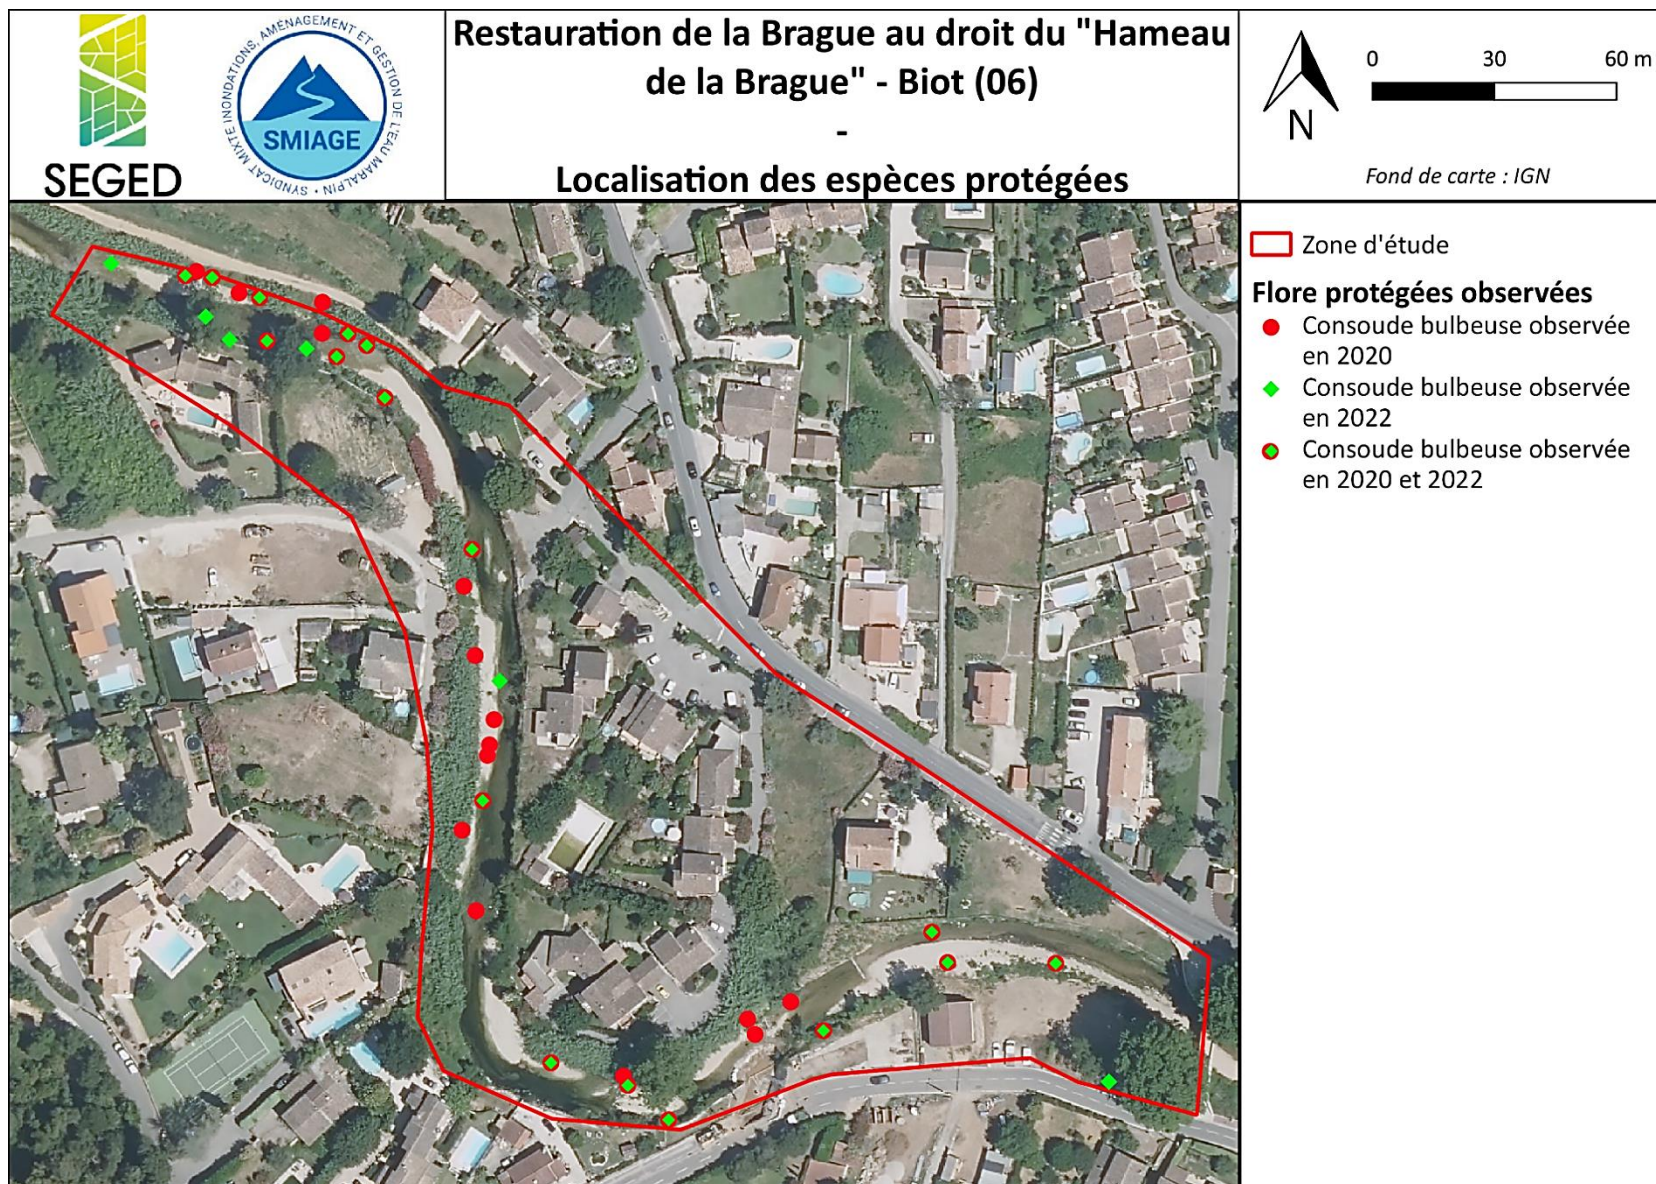 SEGED
SYNDICAT MIXTE INONDATIONS, AMÉNAGEMENT ET GESTION DE L'EAU MARALPIN •
SMIAGE
Restauration de la Brague au droit du "Hameau
de la Brague" - Biot (06)
-
Localisation des espèces protégées
N
0 30 60 m
Fond de carte : IGN
Zone d'étude
Flore protégées observées
Consoude bulbeuse observée
en 2020
Consoude bulbeuse observée
en 2022
Consoude bulbeuse observée
en 2020 et 2022